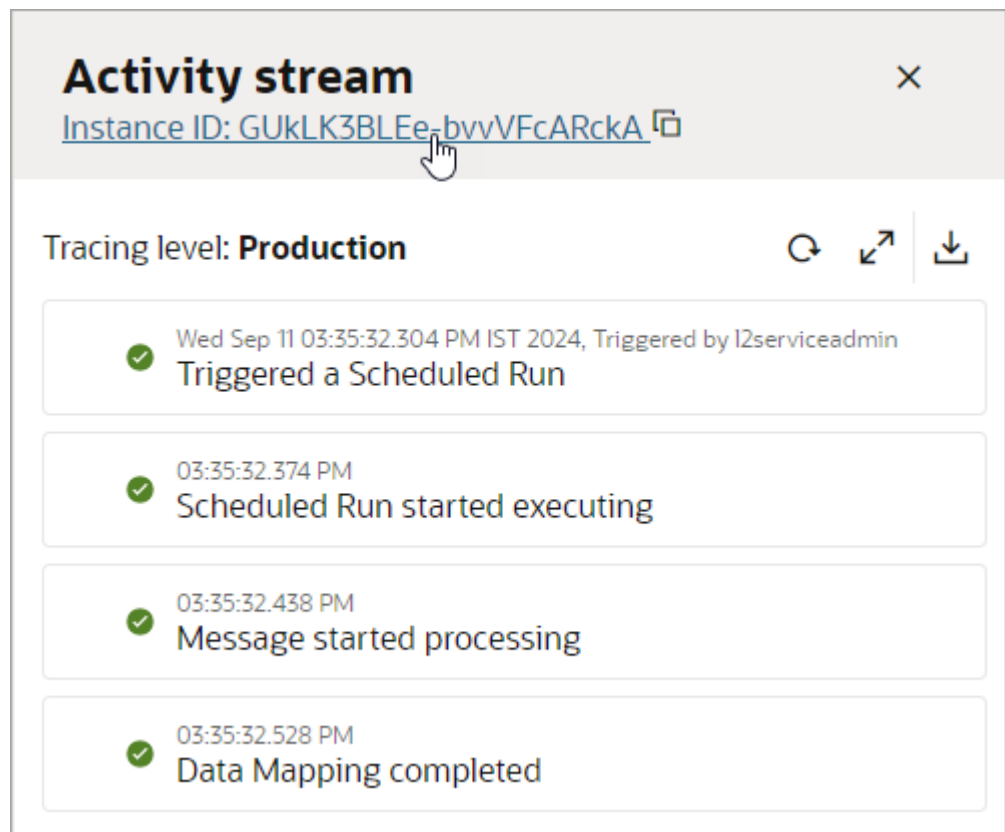 Activity stream
Instance ID: GUkLK3BLEe-bvvVFcARckA
Tracing level: Production
Wed Sep 11 03:35:32.304 PM IST 2024, Triggered by l2serviceadmin
Triggered a Scheduled Run
03:35:32.374 PM
Scheduled Run started executing
03:35:32.438 PM
Message started processing
03:35:32.528 PM
Data Mapping completed